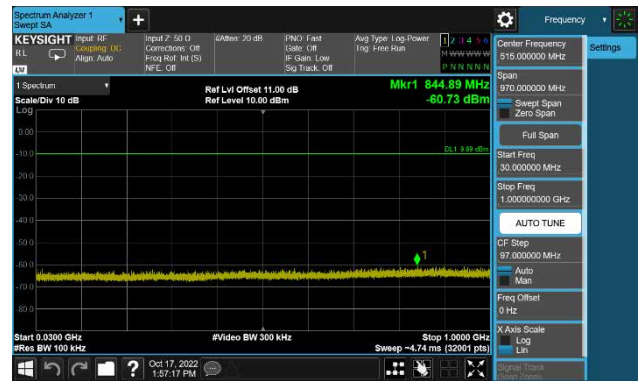 Spectrum Analyzer 1
Swept SA
+
Frequency
KEYSIGHT
RL
Input: RF
Coupling: DC
Align: Auto
Input Z: 50 Ω
Corrections: Off
Freq Ref: Int (S)
NFE: Off
#Atten: 20 dB
PNO: Fast
Gate: Off
IF Gain: Low
Sig Track: Off
Avg Type: Log-Power
Trig: Free Run
1 2 3 4 5 6
M W W W W W
P N N N N N
1 Spectrum
Scale/Div 10 dB
Log
Ref Lvl Offset 11.00 dB
Ref Level 10.00 dBm
Mkr1 844.89 MHz
-60.73 dBm
0.00
-10.0
-20.0
-30.0
-40.0
-50.0
-60.0
-70.0
-80.0
DL1 -9.69 dBm
1
Start 0.0300 GHz
#Res BW 100 kHz
#Video BW 300 kHz
Stop 1.0000 GHz
Sweep ~4.74 ms (32001 pts)
Oct 17, 2022
1:57:17 PM
Center Frequency
515.000000 MHz
Settings
Span
970.000000 MHz
Swept Span
Zero Span
Full Span
Start Freq
30.000000 MHz
Stop Freq
1.000000000 GHz
AUTO TUNE
CF Step
97.000000 MHz
Auto
Man
Freq Offset
0 Hz
X Axis Scale
Log
Lin
Signal Track
(Span Zoom)